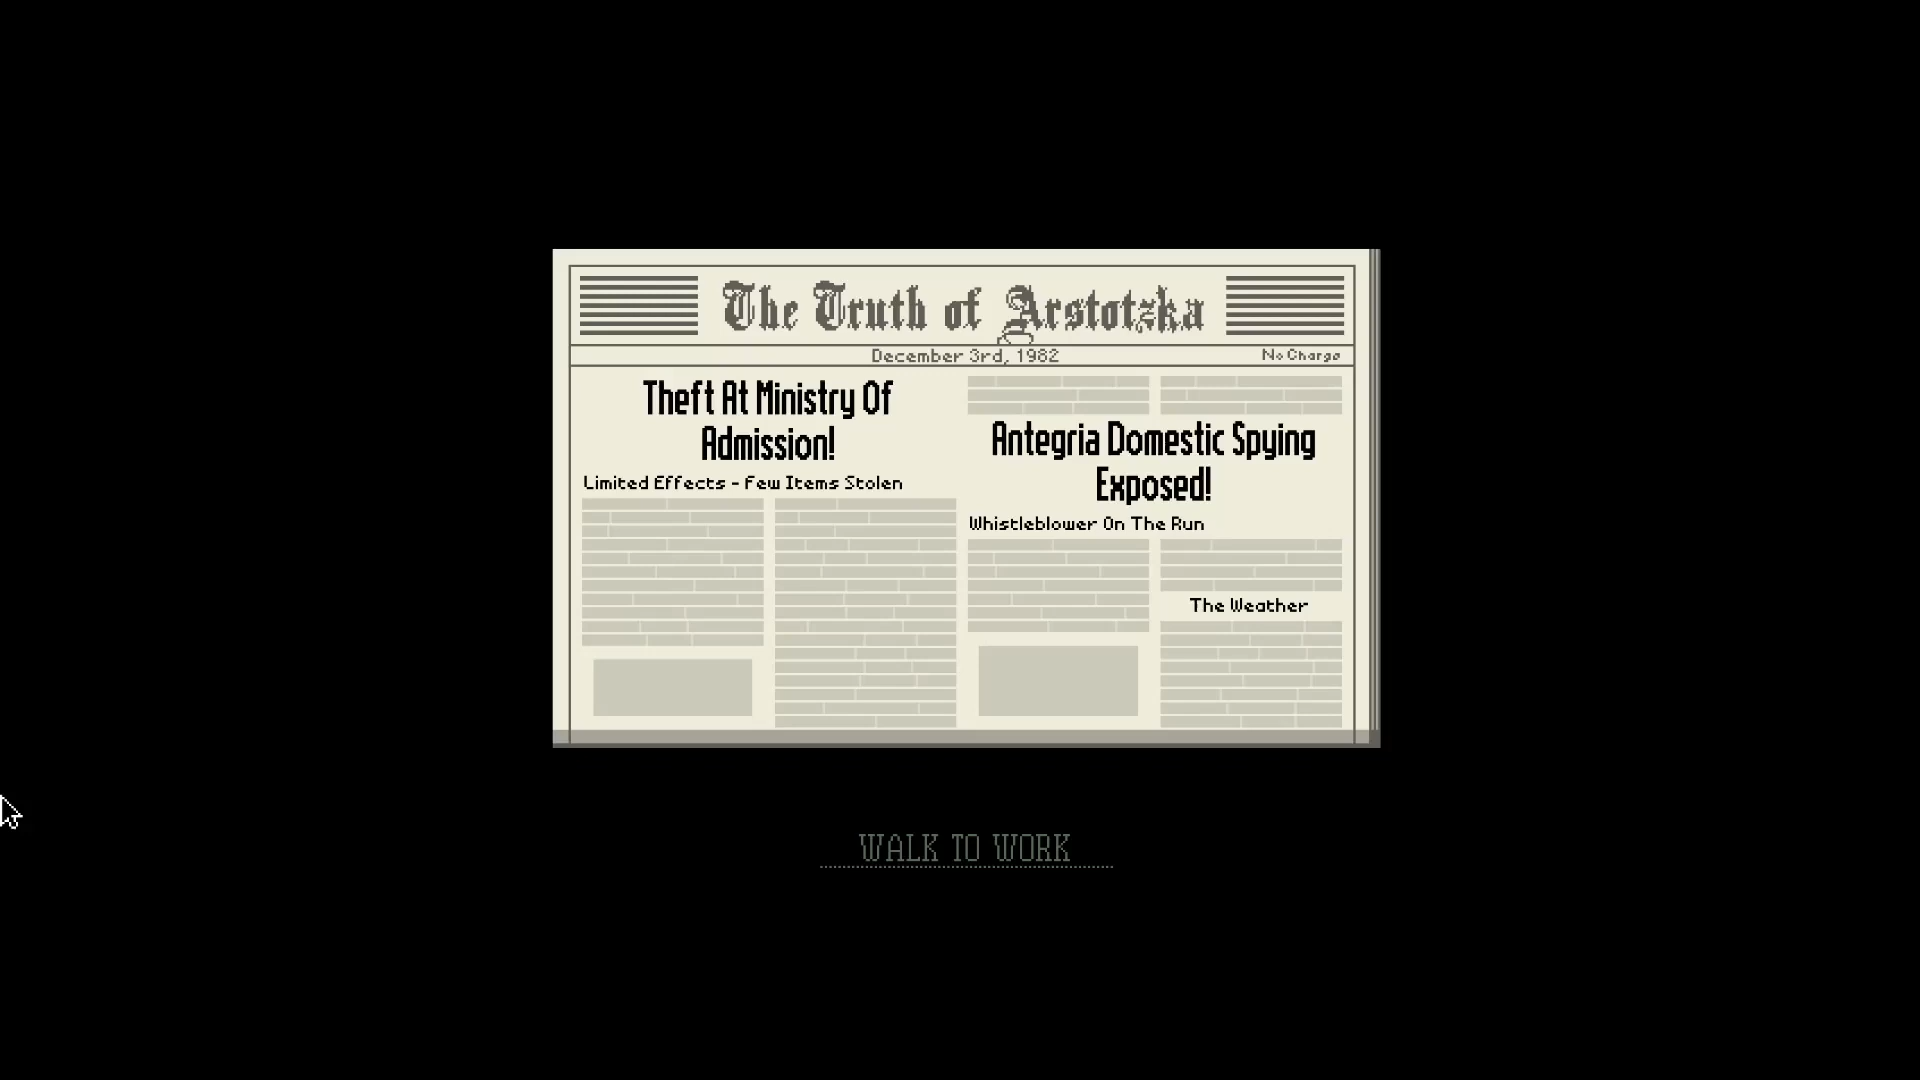 The Truth of Arstotzka
December 3rd, 1982
No Charge
Theft At Ministry Of
Admission!
Limited Effects - Few Items Stolen
Antegria Domestic Spying
Exposed!
Whistleblower On The Run
The Weather
WALK TO WORK